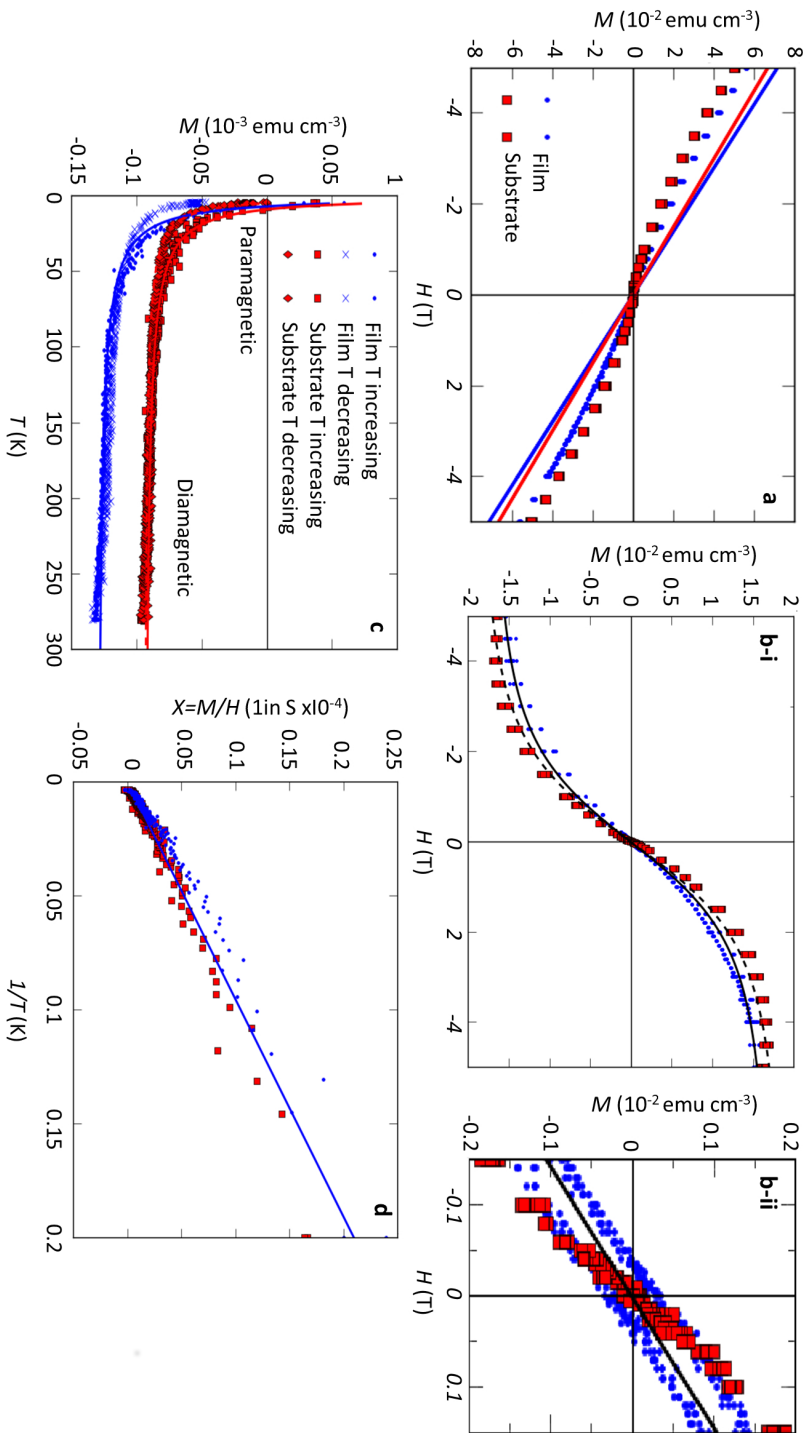 M (10-2 emu cm-3)
8
6
4
2
0
-2
-4
-6
-8
-4
-2
0
2
-4
H (T)
Film
Substrate
a
M (10-2 emu cm-3)
2
1.5
1
0.5
0
-0.5
-1
-1.5
-2
-4
-2
0
2
-4
H (T)
b-i
M (10-2 emu cm-3)
0.2
0.1
0
-0.1
-0.2
-0.1
0
0.1
H (T)
b-ii
M (10-3 emu cm-3)
1
0.05
0
-0.05
-0.1
-0.15
0
50
100
150
200
250
300
T (K)
Film T increasing
Film T decreasing
Substrate T increasing
Substrate T decreasing
Paramagnetic
Diamagnetic
c
X=M/H (1in S xI0-4)
0.25
0.2
0.15
0.1
0.05
0
-0.05
0
0.05
0.1
0.15
0.2
1/T (K)
d